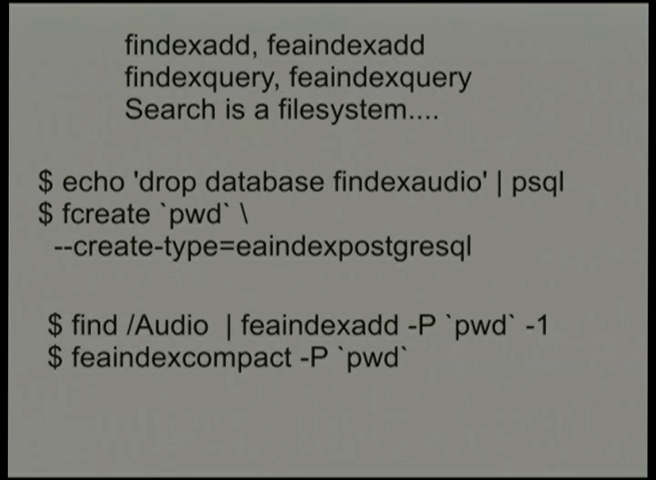 findexadd, feaindexadd
findexquery, feaindexquery
Search is a filesystem....
$ echo 'drop database findexaudio' | psql
$ fcreate `pwd` \
--create-type=eaindexpostgresql
$ find /Audio | feaindexadd -P `pwd` -1
$ feaindexcompact -P `pwd`